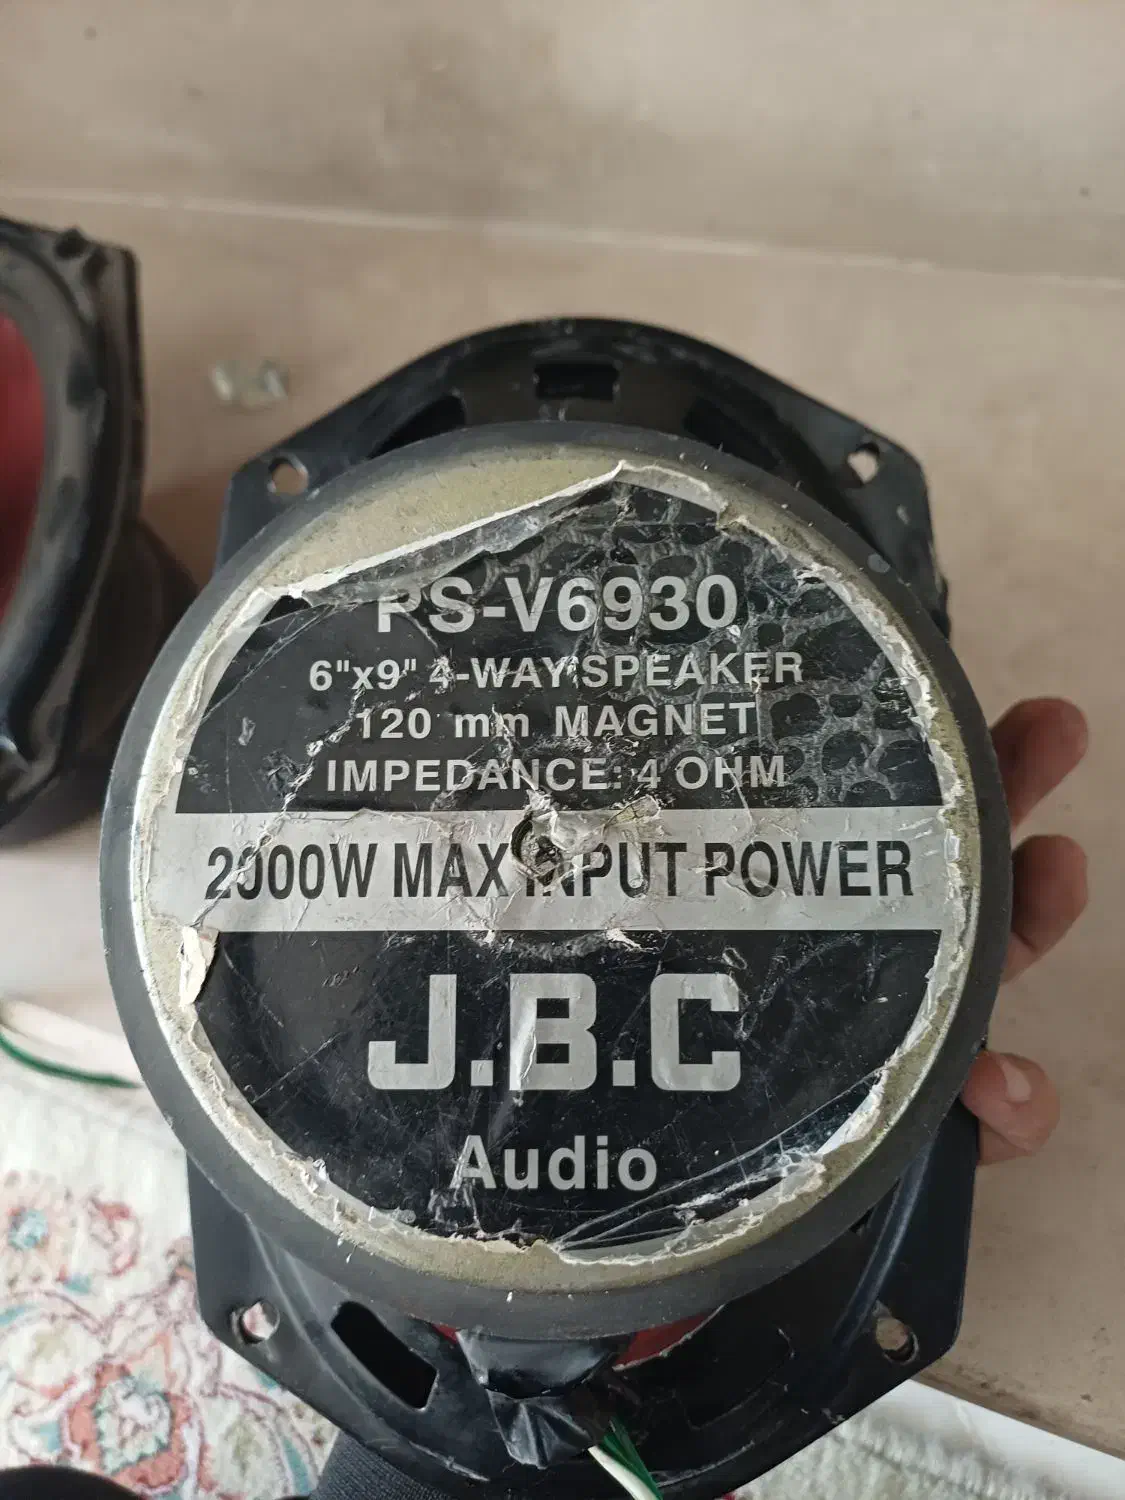 PS-V6930
6"x9" 4-WAY SPEAKER
120 mm MAGNET
IMPEDANCE: 4 OHM
2000W MAX INPUT POWER
J.B.C
Audio